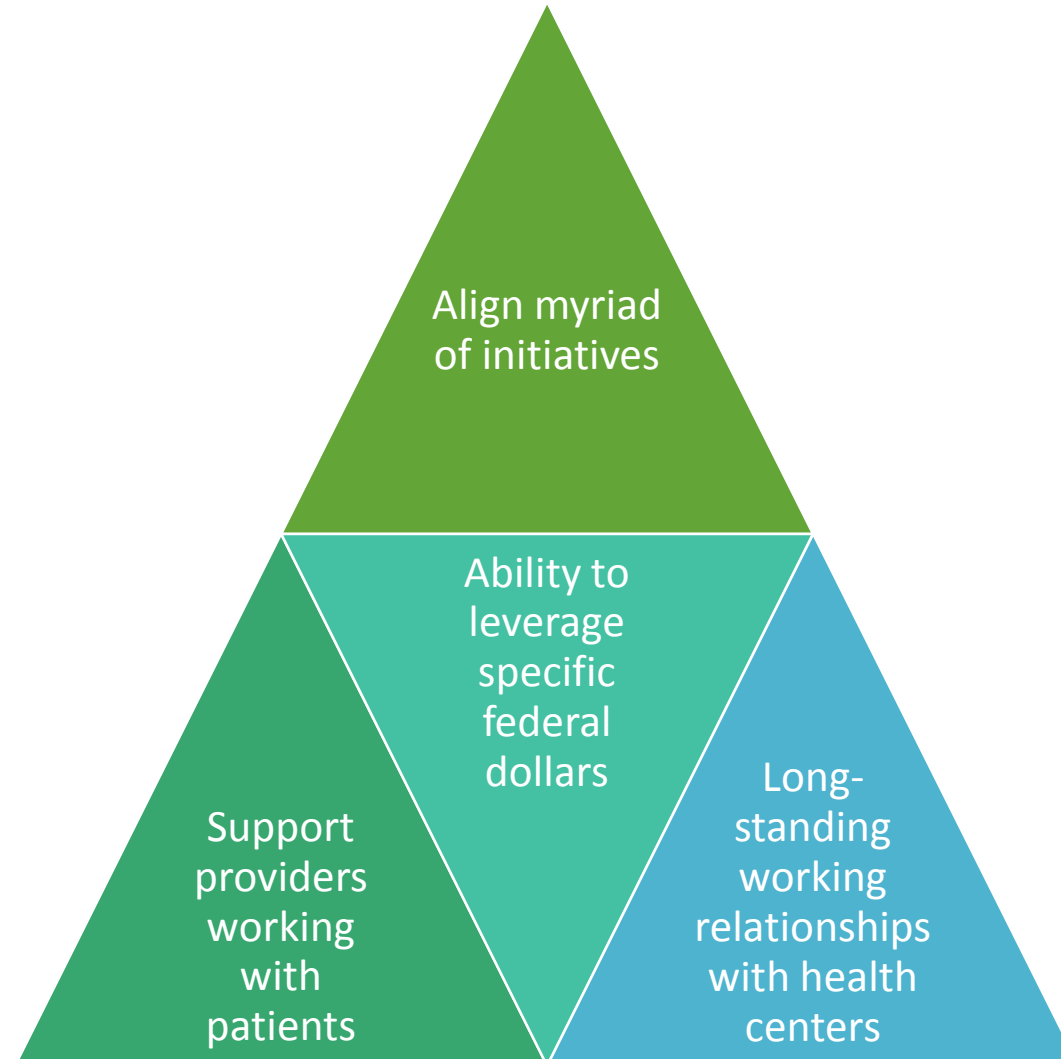 Align myriad
of initiatives
Ability to
leverage
specific
federal
dollars
Support
providers
working
with
patients
Long-
standing
working
relationships
with health
centers